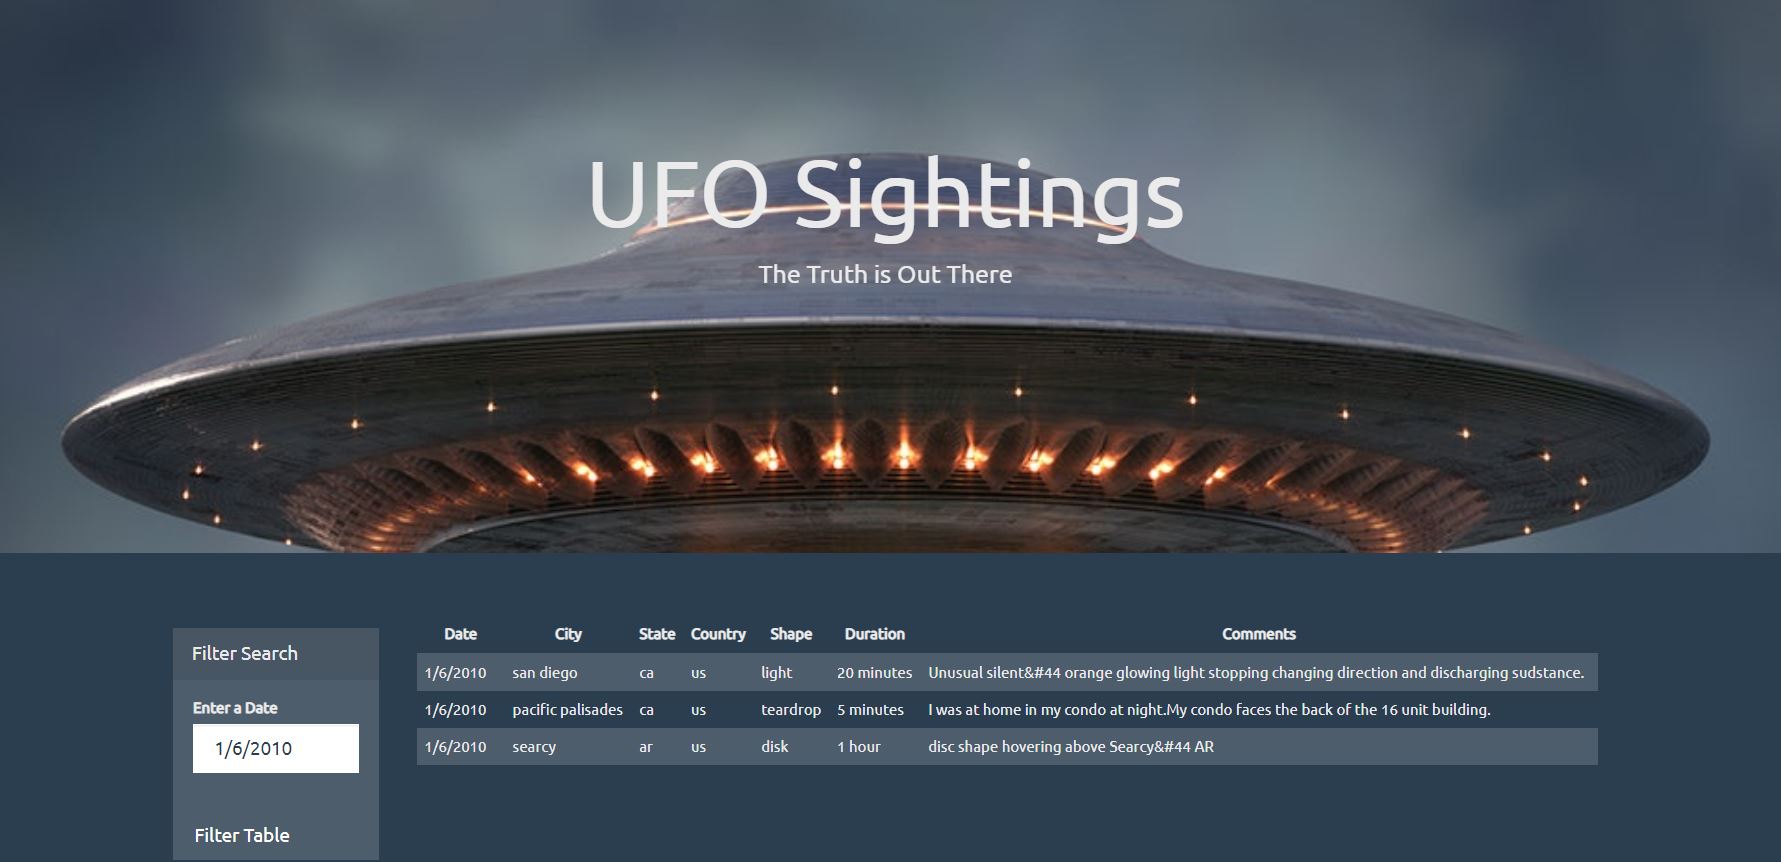 UFO Sightings
The Truth is Out There
Filter Search
Enter a Date
1/6/2010
Filter Table
Date City State Country Shape Duration Comments
1/6/2010 san diego ca us light 20 minutes Unusual silent&#44 orange glowing light stopping changing direction and discharging sudstance.
1/6/2010 pacific palisades ca us teardrop 5 minutes I was at home in my condo at night.My condo faces the back of the 16 unit building.
1/6/2010 searcy ar us disk 1 hour disc shape hovering above Searcy&#44 AR